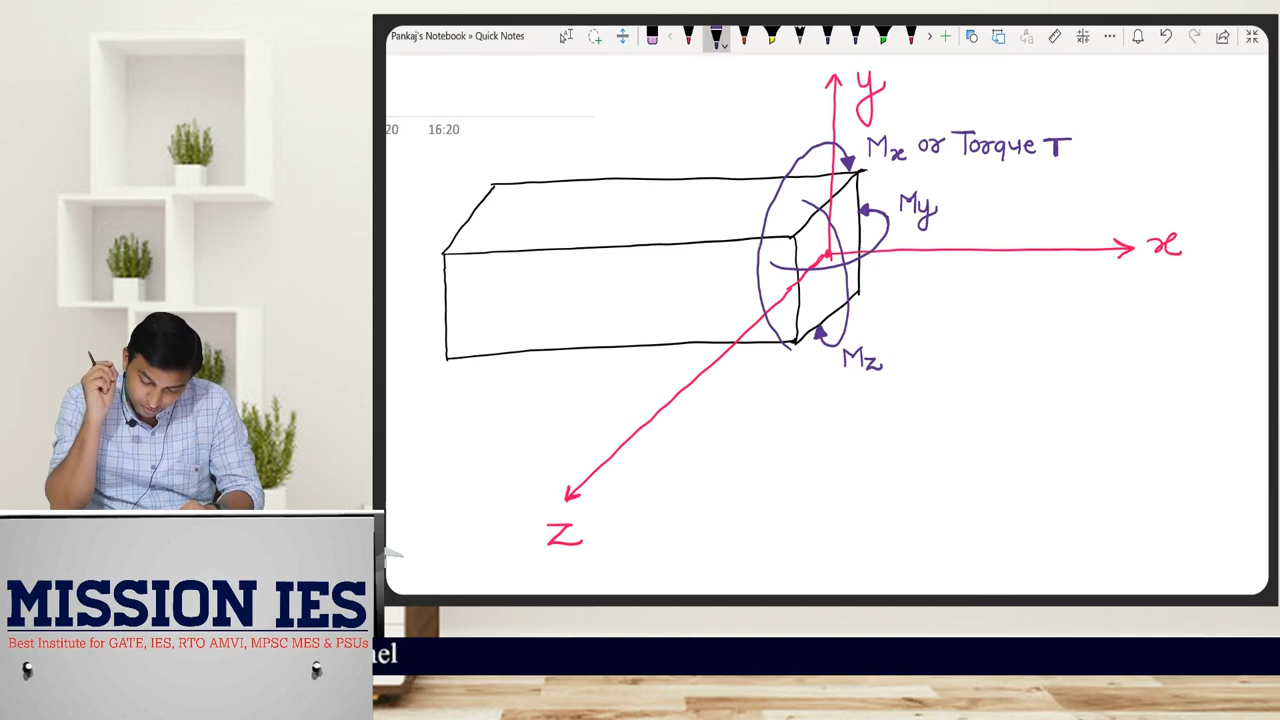 Pankaj's Notebook » Quick Notes
20 16:20
y
Mx or Torque T
My
x
Mz
z
MISSION IES
Best Institute for GATE, IES, RTO AMVI, MPSC MES & PSUs
nel